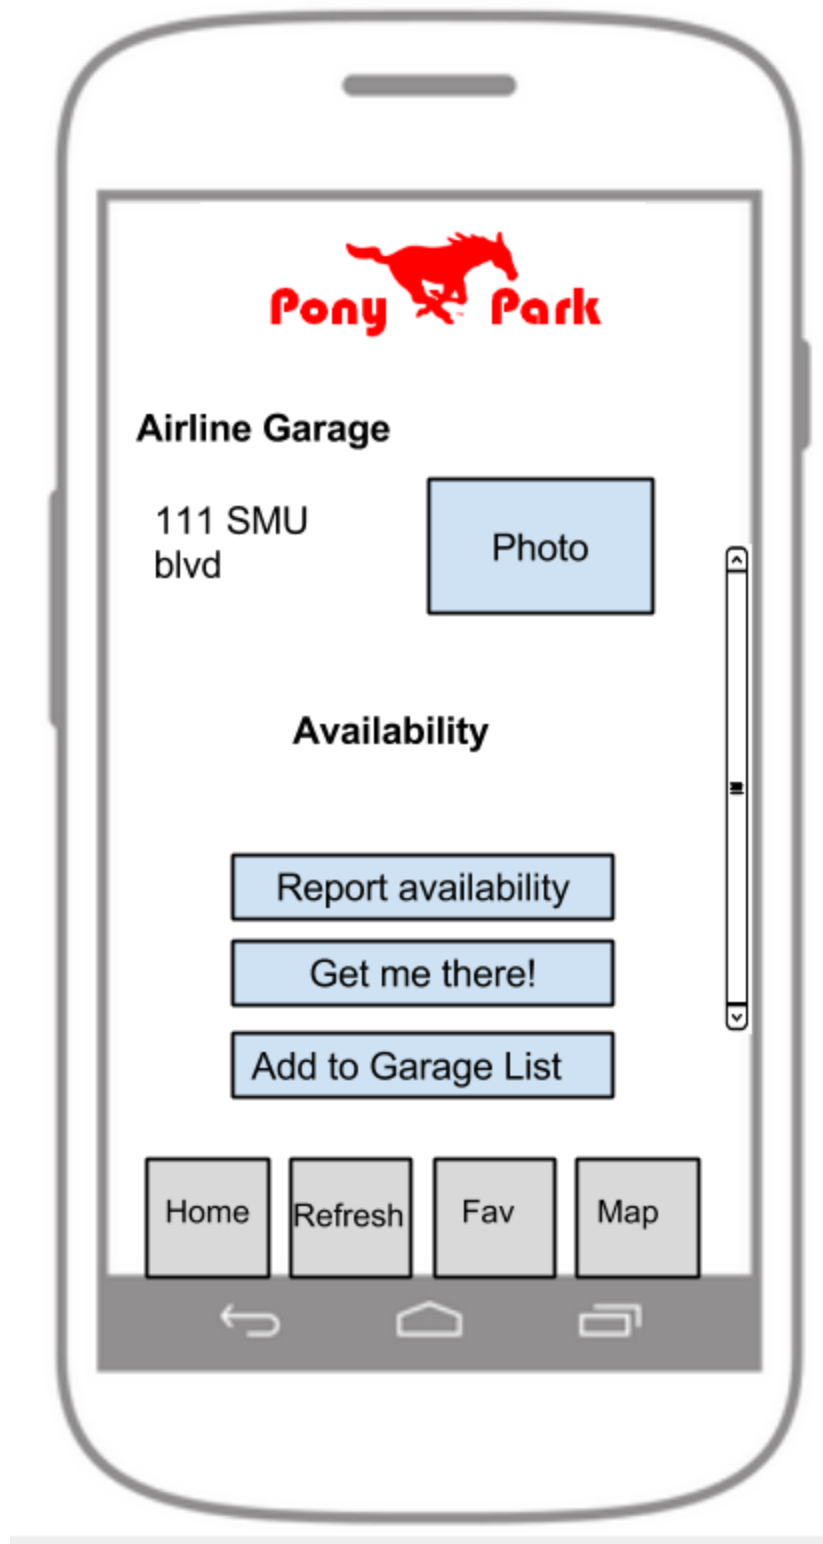 Pony Park
Airline Garage
111 SMU
blvd
Photo
Availability
Report availability
Get me there!
Add to Garage List
Home Refresh Fav Map